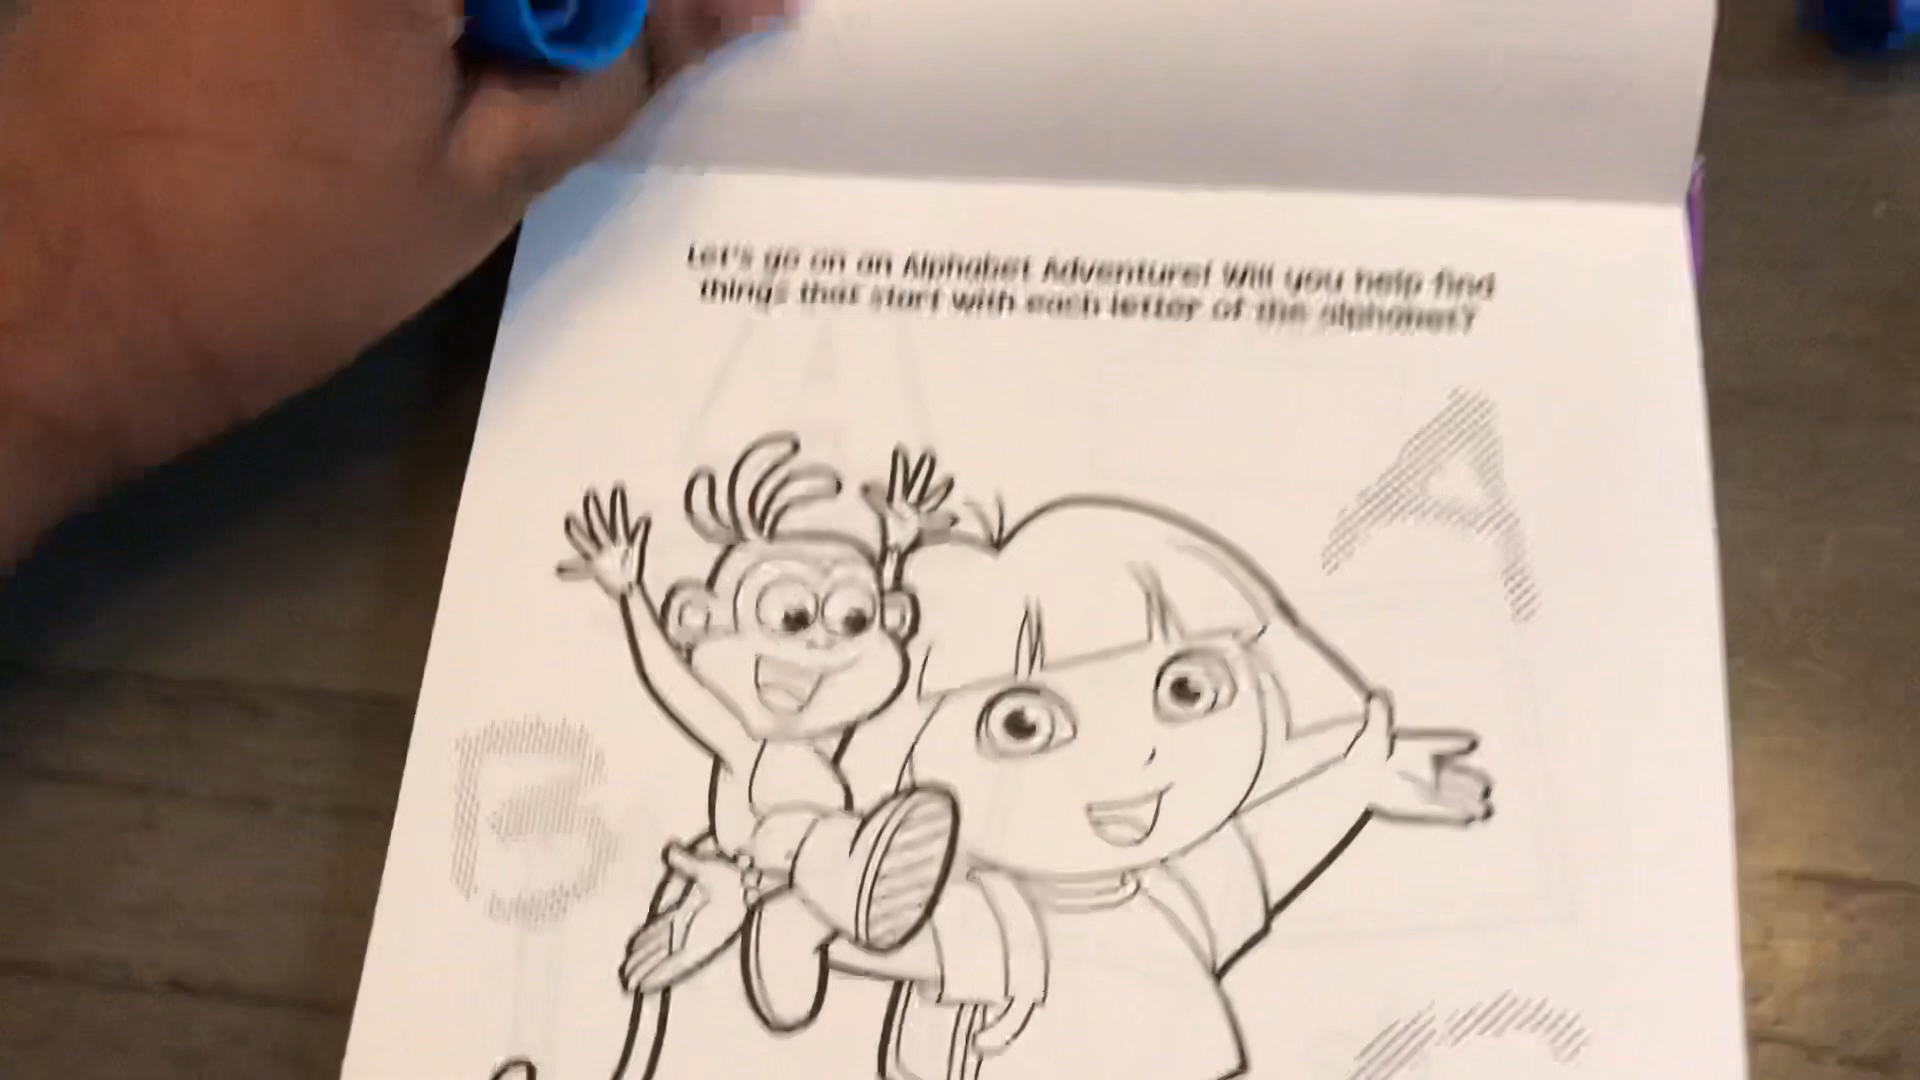 Let's go on an Alphabet Adventure! Will you help find
things that start with each letter of the alphabet?
A
B
C